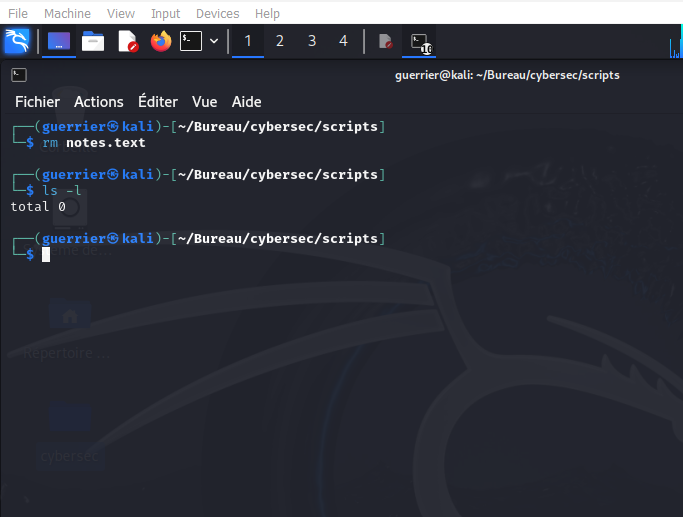 File Machine View Input Devices Help
1 2 3 4 10
guerrier@kali: ~/Bureau/cybersec/scripts
Fichier Actions Éditer Vue Aide
┌──(guerrier㉿kali)-[~/Bureau/cybersec/scripts]
└─$ rm notes.text
┌──(guerrier㉿kali)-[~/Bureau/cybersec/scripts]
└─$ ls -l
total 0
┌──(guerrier㉿kali)-[~/Bureau/cybersec/scripts]
└─$
Répertoire ...
cybersec